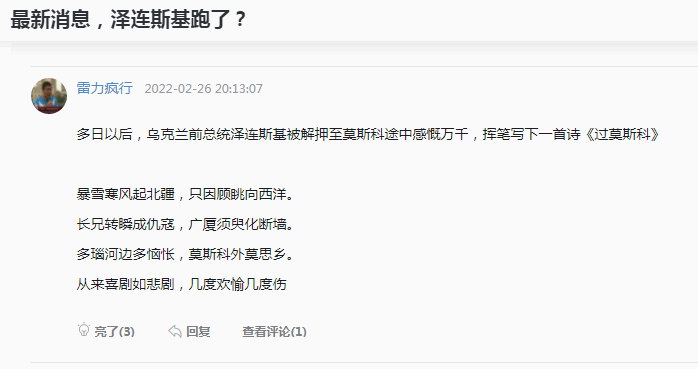 最新消息，泽连斯基跑了？
雷力疯行 2022-02-26 20:13:07
多日以后，乌克兰前总统泽连斯基被解押至莫斯科途中感慨万千，挥笔写下一首诗《过莫斯科》
暴雪寒风起北疆，只因顾眺向西洋。
长兄转瞬成仇寇，广厦须臾化断墙。
多瑙河边多恼怅，莫斯科外莫思乡。
从来喜剧如悲剧，几度欢愉几度伤
亮了(3) 回复 查看评论(1)